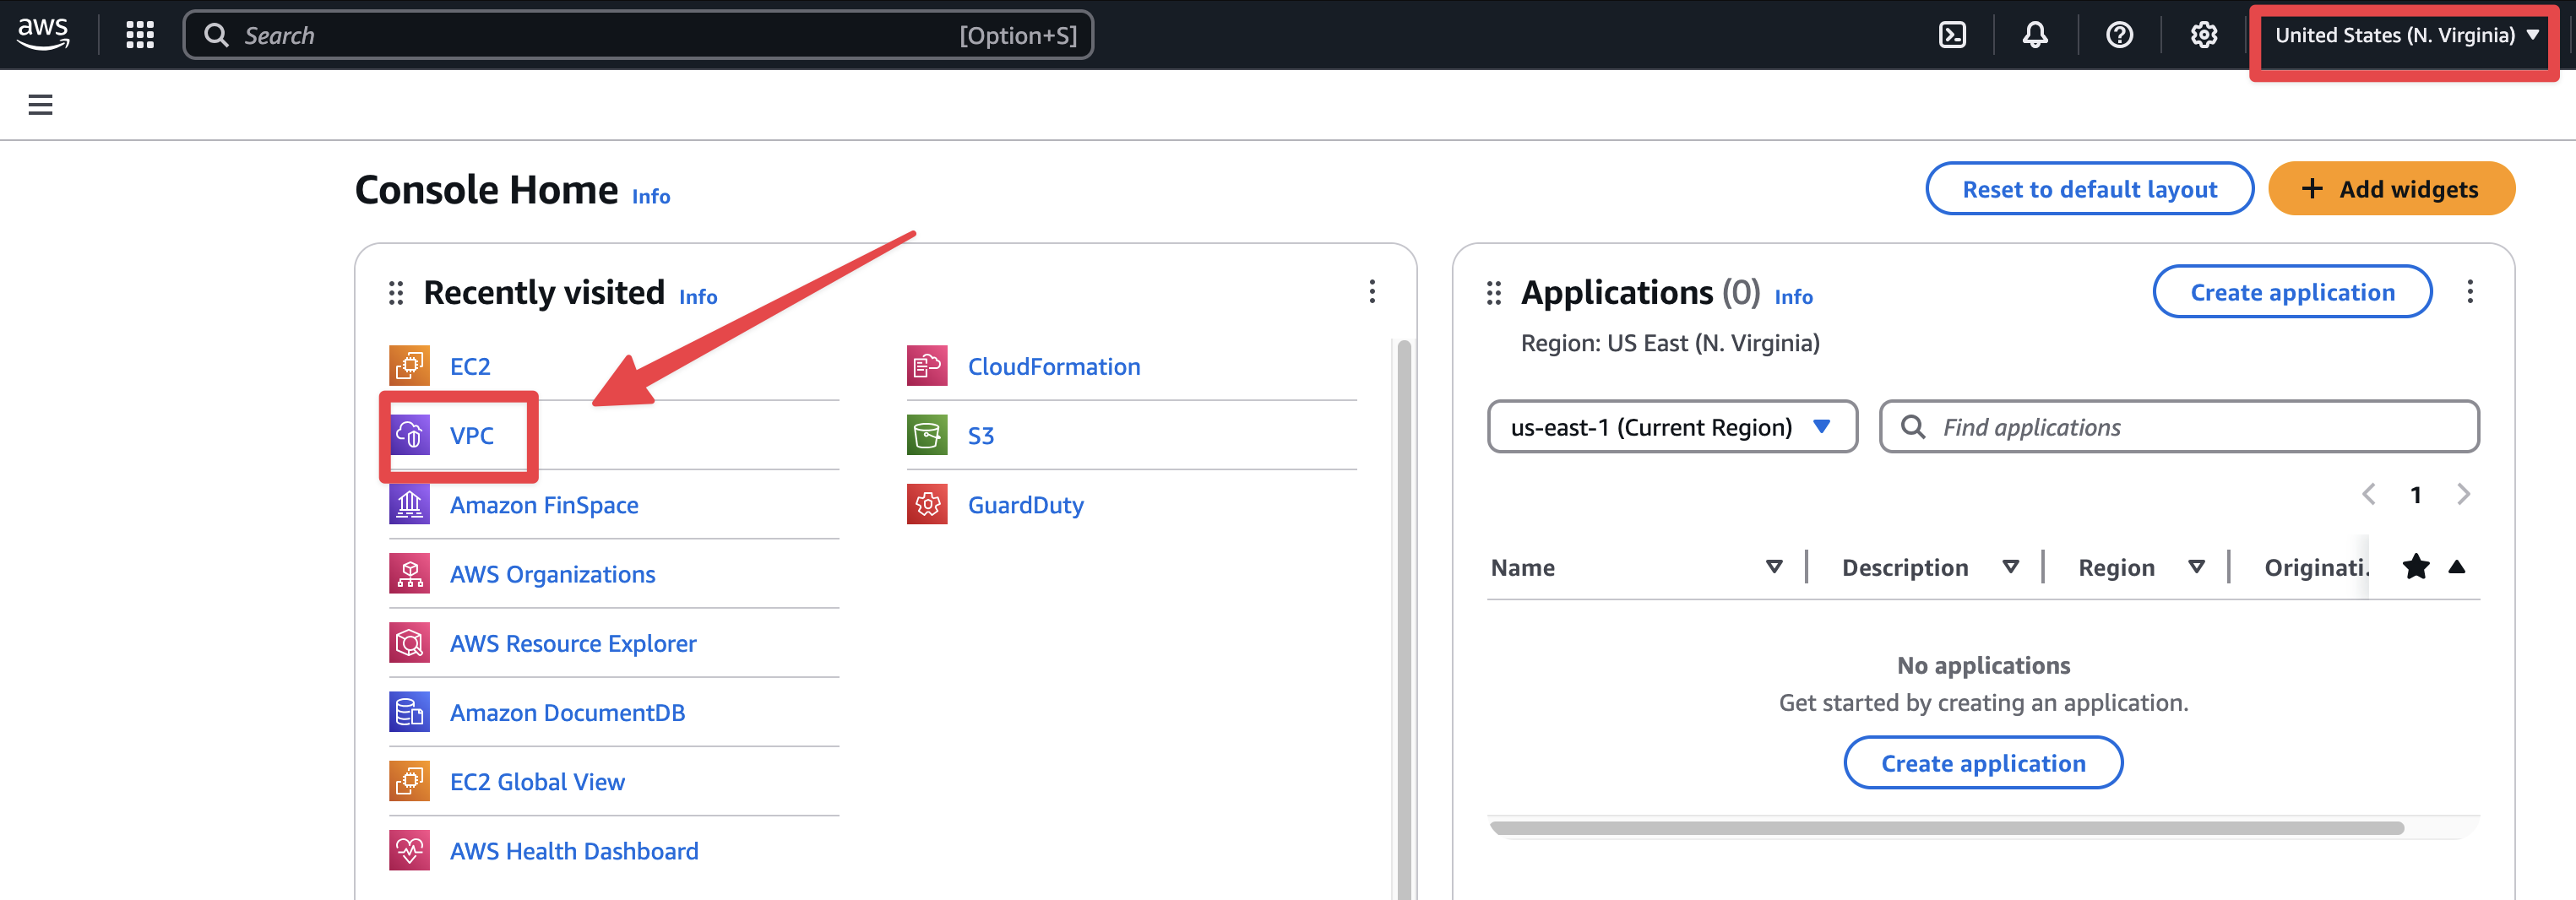 aws
Search [Option+S]
United States (N. Virginia)
Console Home Info
Reset to default layout
Add widgets
Recently visited Info
EC2
VPC
Amazon FinSpace
AWS Organizations
AWS Resource Explorer
Amazon DocumentDB
EC2 Global View
AWS Health Dashboard
CloudFormation
S3
GuardDuty
Applications (0) Info
Create application
Region: US East (N. Virginia)
us-east-1 (Current Region)
Find applications
1
Name Description Region Originati.
No applications
Get started by creating an application.
Create application